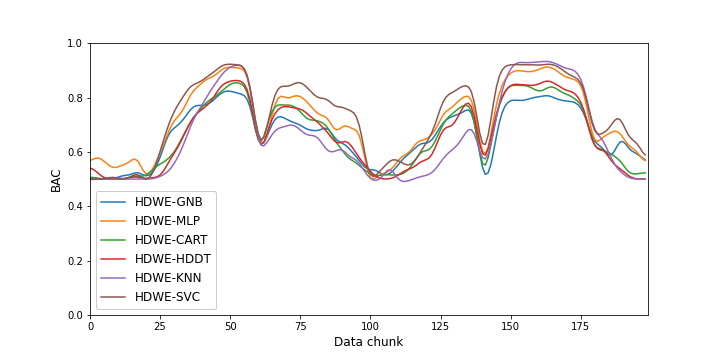 1.0
0.8
0.6
0.4
0.2
0.0
BAC
HDWE-GNB
HDWE-MLP
HDWE-CART
HDWE-HDDT
HDWE-KNN
HDWE-SVC
0 25 50 75 100 125 150 175
Data chunk